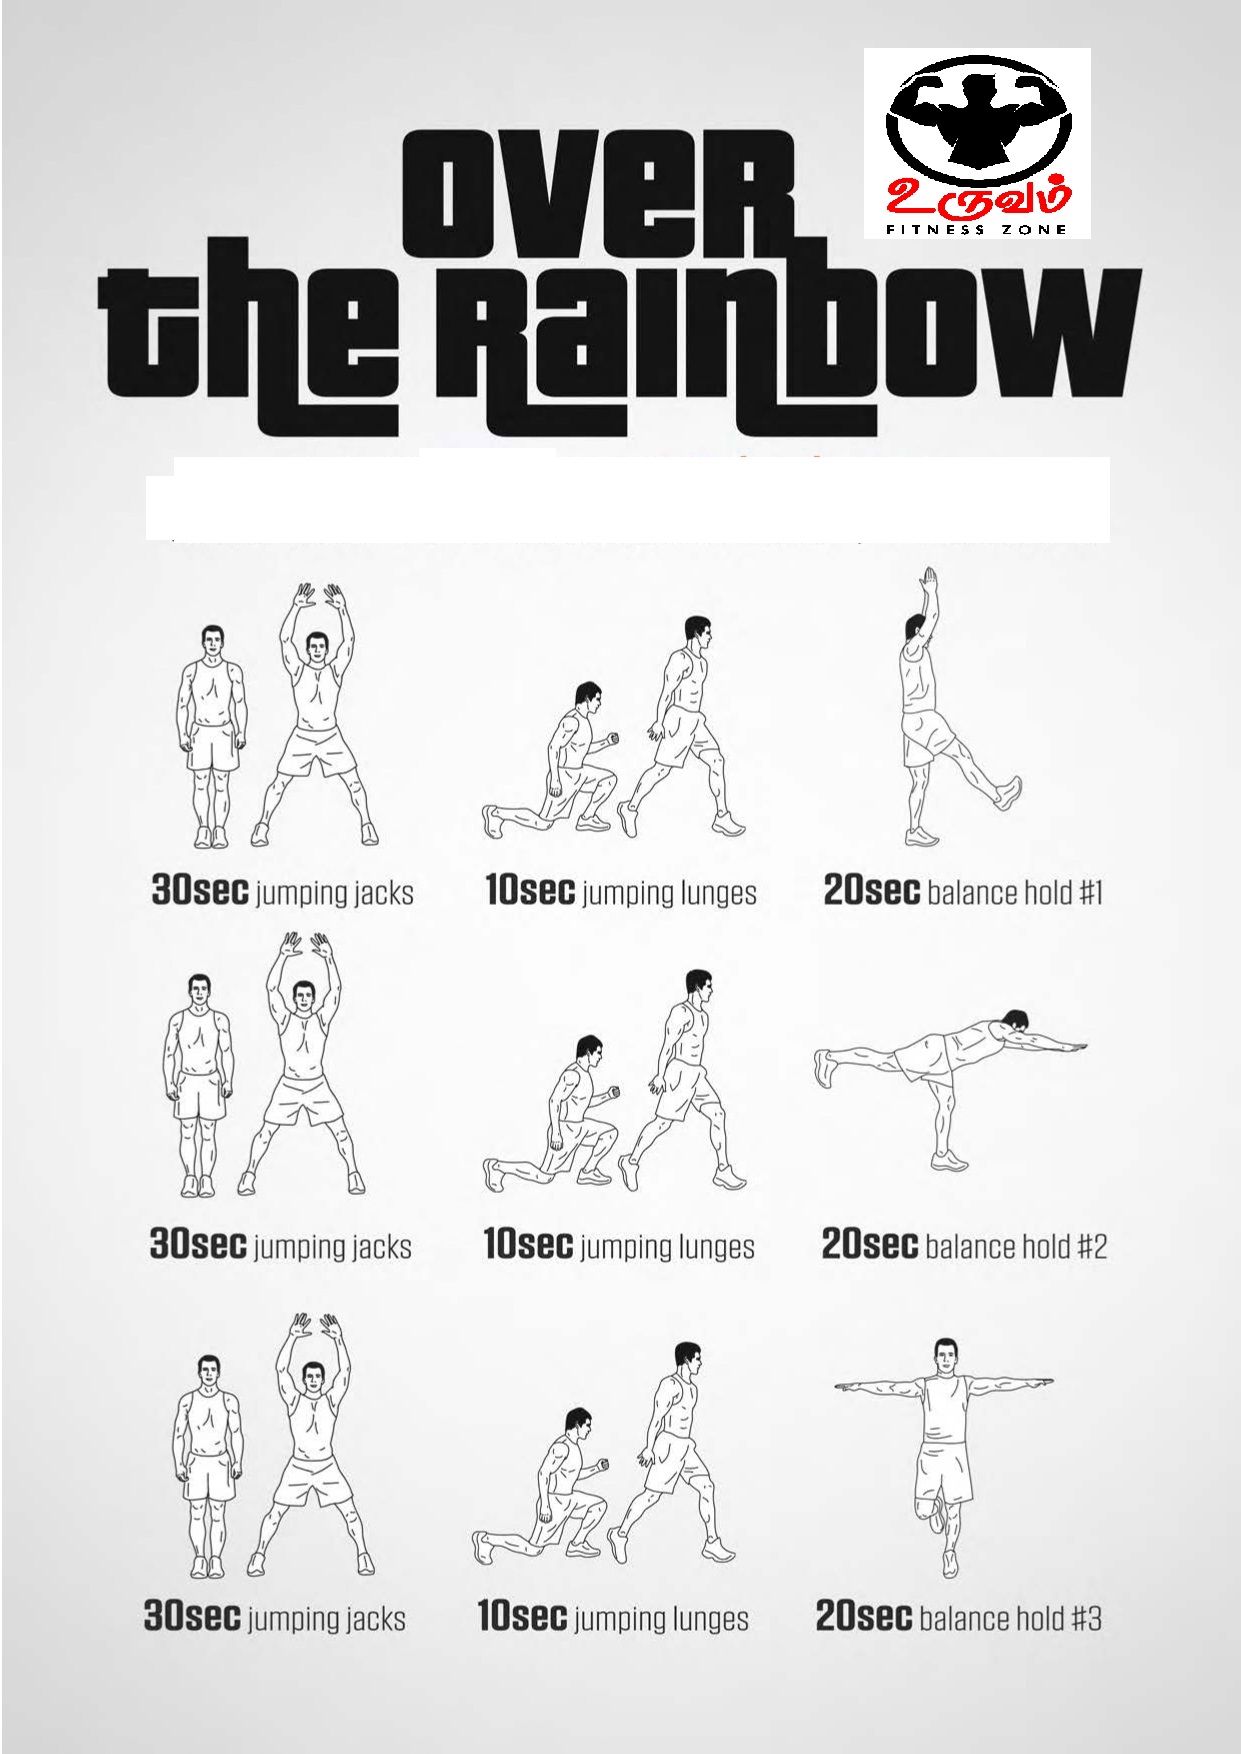 over
the rainbow
உருவம்
FITNESS ZONE
30sec jumping jacks
10sec jumping lunges
20sec balance hold #1
30sec jumping jacks
10sec jumping lunges
20sec balance hold #2
30sec jumping jacks
10sec jumping lunges
20sec balance hold #3